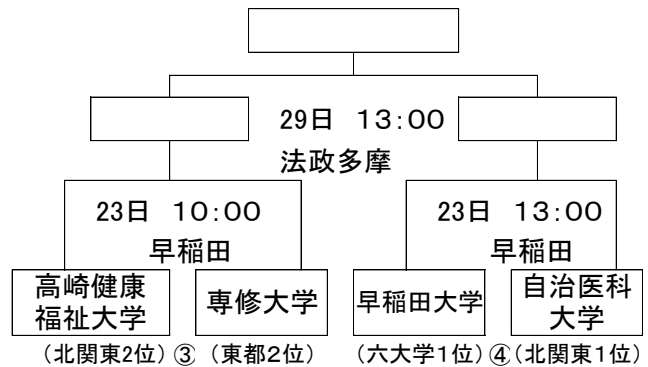 29日 13:00
法政多摩
23日 10:00
早稲田
23日 13:00
早稲田
高崎健康
福祉大学
専修大学
早稲田大学
自治医科
大学
(北関東2位)③(東都２位)
(六大学1位)④(北関東１位)